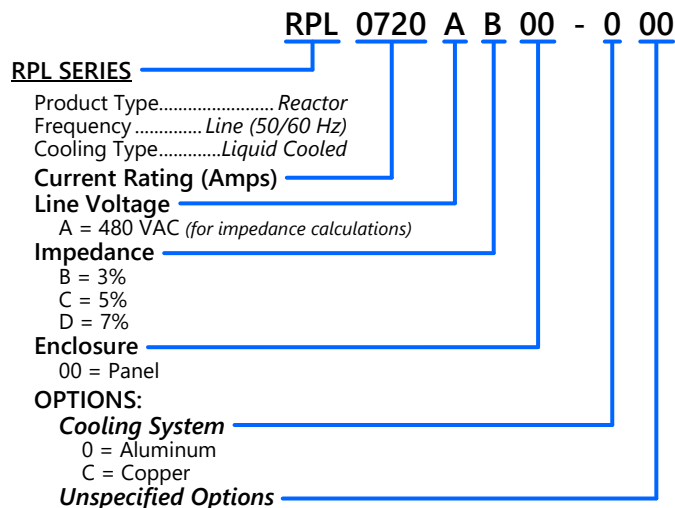 RPL 0720 A B 00 - 0 00
RPL SERIES
Product Type....................... Reactor
Frequency ............. Line (50/60 Hz)
Cooling Type.............Liquid Cooled
Current Rating (Amps)
Line Voltage
A = 480 VAC (for impedance calculations)
Impedance
B = 3%
C = 5%
D = 7%
Enclosure
00 = Panel
OPTIONS:
Cooling System
0 = Aluminum
C = Copper
Unspecified Options